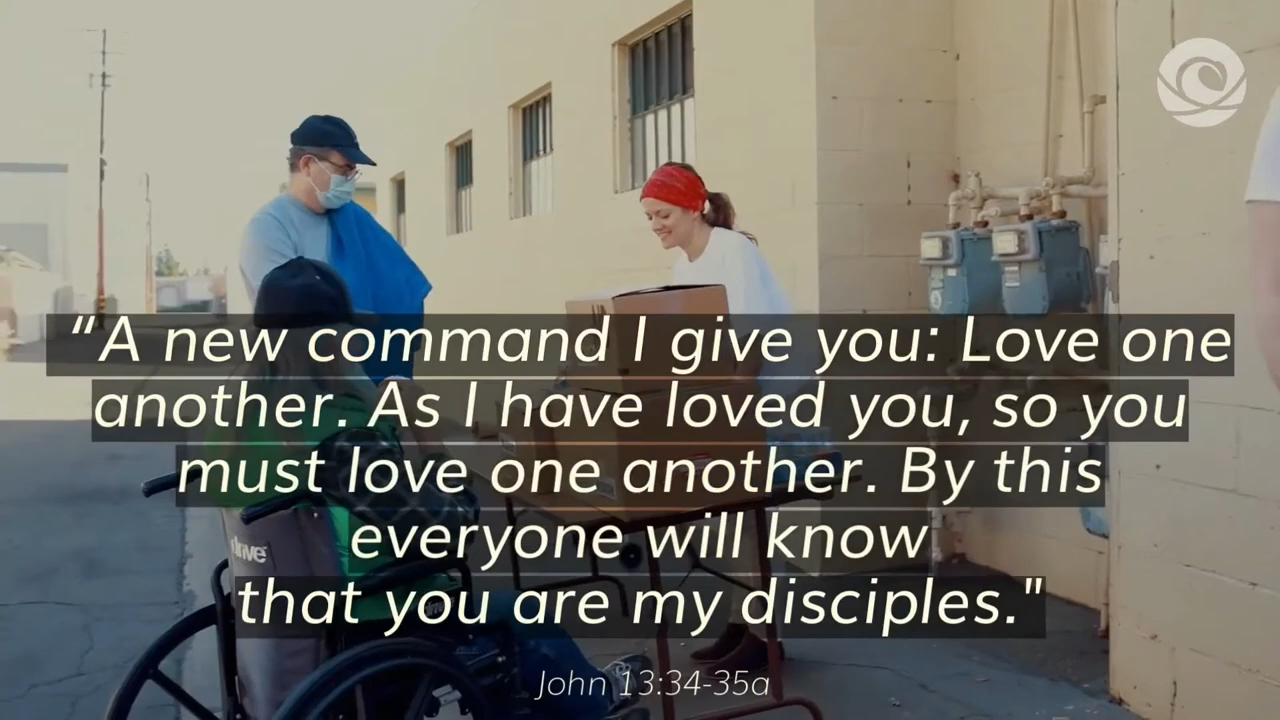 “A new command I give you: Love one
another. As I have loved you, so you
must love one another. By this
everyone will know
that you are my disciples."
John 13:34-35a
drive